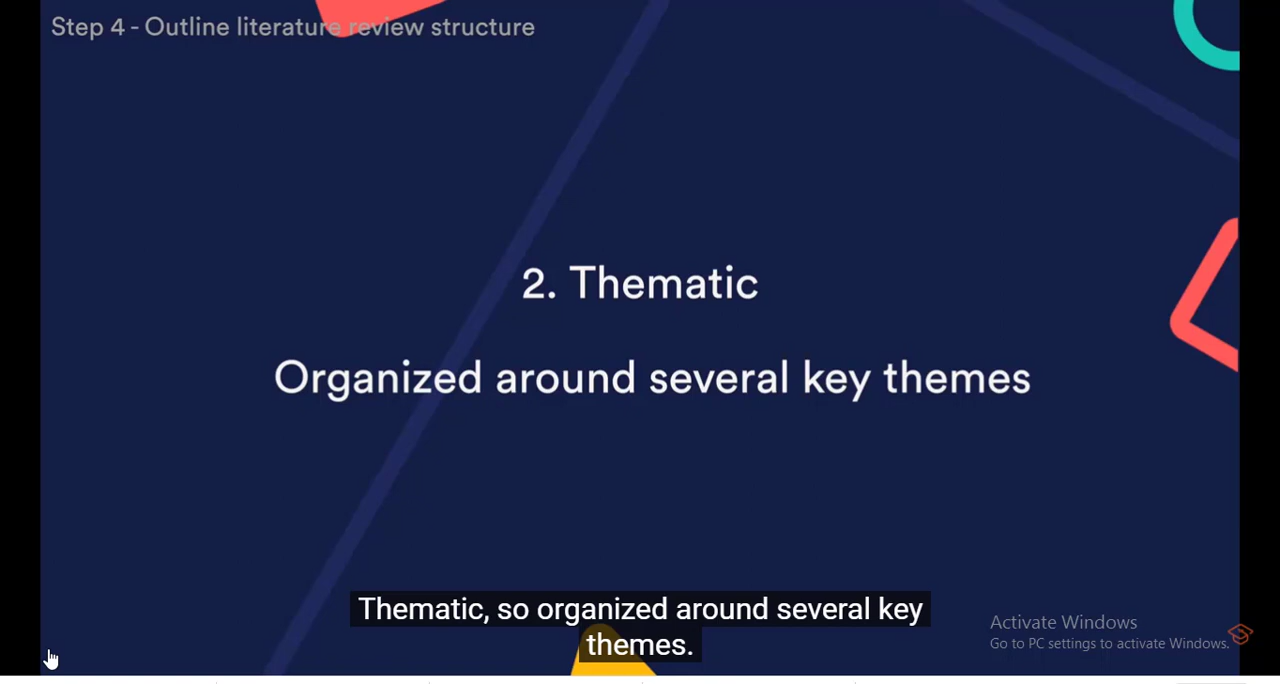 Step 4 - Outline literature review structure
2. Thematic
Organized around several key themes
Thematic, so organized around several key
themes.
Activate Windows
Go to PC settings to activate Windows.